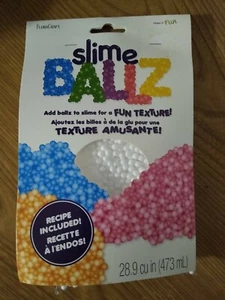 slime
BALLZ
Add balls to slime for a FUN TEXTURE!
Ajoutez les billes à de la glu pour une
TEXTURE AMUSANTE!
RECIPE
INCLUDED!
RECETTE
À L'ENDOS!
28.9 cu in (473 mL)